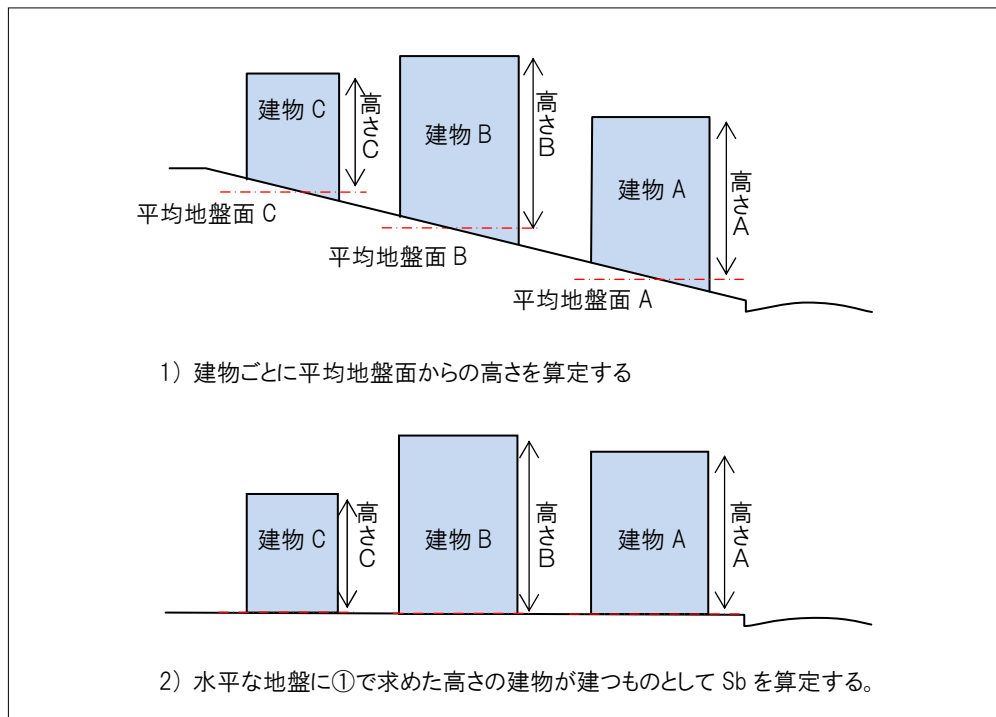 建物 C
高さC
建物 B
高さB
建物 A
高さA
平均地盤面 C
平均地盤面 B
平均地盤面 A
1) 建物ごとに平均地盤面からの高さを算定する
建物 C
高さC
建物 B
高さB
建物 A
高さA
2) 水平な地盤に①で求めた高さの建物が建つものとして Sb を算定する。